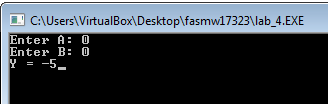 C:\Users\VirtualBox\Desktop\fasmw17323\lab_4.EXE
Enter A: 0
Enter B: 0
Y = -5_